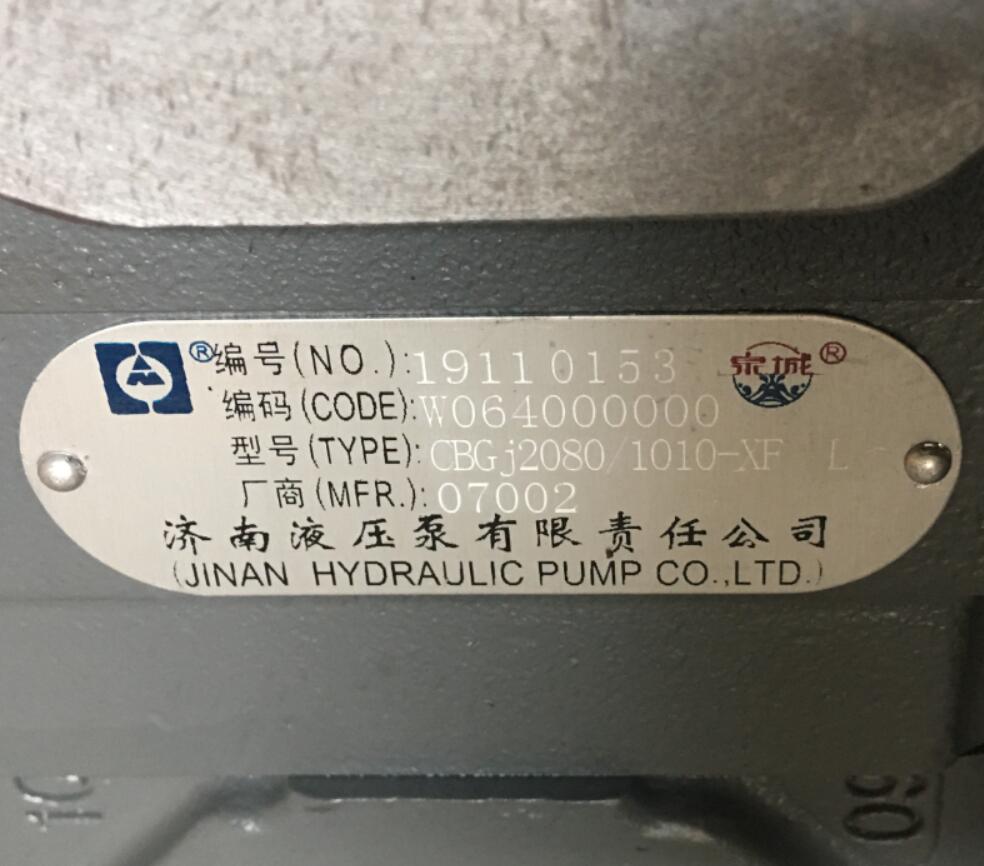 ® 编号(NO.):19110153 泉城 ®
编码(CODE):W064000000
型号(TYPE):CBGj2080/1010-XF L
厂商(MFR.):07002
济南液压泵有限责任公司
(JINAN HYDRAULIC PUMP CO.,LTD.)